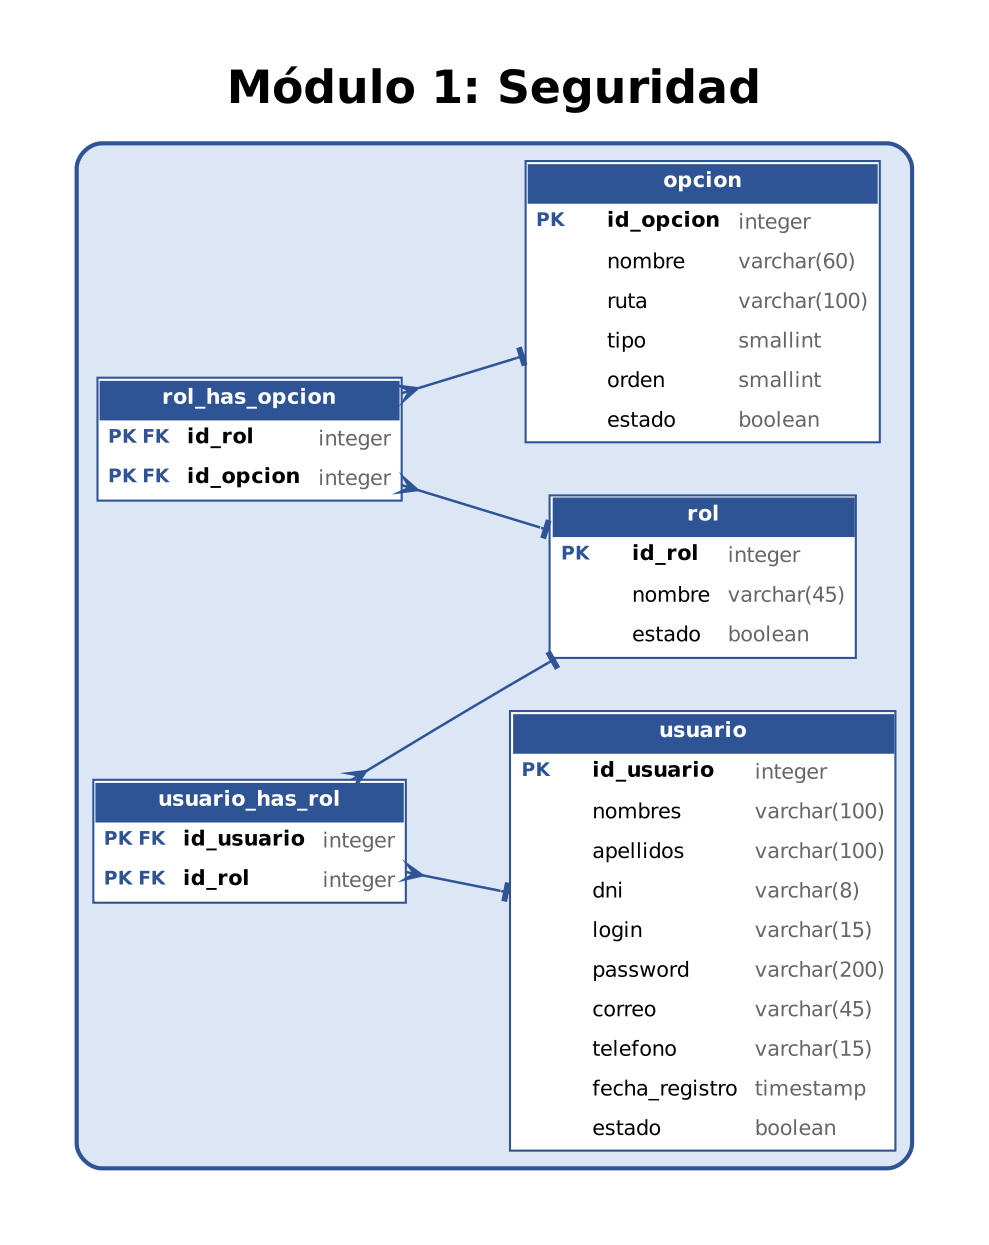 Módulo 1: Seguridad
opcion
PK id_opcion integer
nombre varchar(60)
ruta varchar(100)
tipo smallint
orden smallint
estado boolean
rol_has_opcion
PK FK id_rol integer
PK FK id_opcion integer
rol
PK id_rol integer
nombre varchar(45)
estado boolean
usuario
PK id_usuario integer
nombres varchar(100)
apellidos varchar(100)
dni varchar(8)
login varchar(15)
password varchar(200)
correo varchar(45)
telefono varchar(15)
fecha_registro timestamp
estado boolean
usuario_has_rol
PK FK id_usuario integer
PK FK id_rol integer